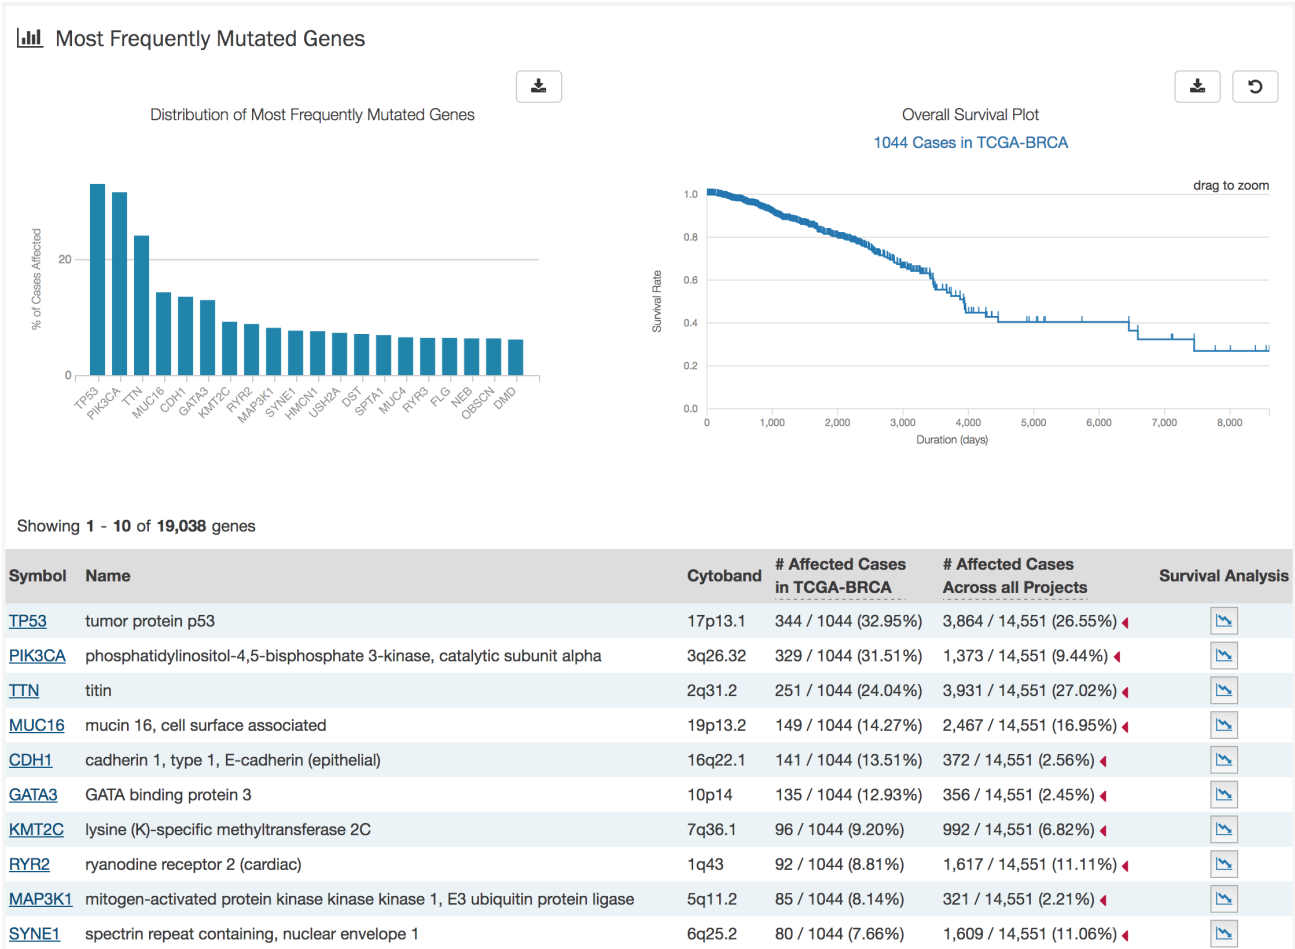 Most Frequently Mutated Genes
Distribution of Most Frequently Mutated Genes
% of Cases Affected
20
0
TP53 PIK3CA TTN MUC16 CDH1 GATA3 KMT2C RYR2 MAP3K1 SYNE1 HMCN1 USH2A DST SPTA1 MUC4 RYR3 FLG NEB OBSCN DMD
Overall Survival Plot
1044 Cases in TCGA-BRCA
drag to zoom
Survival Rate
1.0
0.8
0.6
0.4
0.2
0.0
0 1,000 2,000 3,000 4,000 5,000 6,000 7,000 8,000
Duration (days)
Showing 1 - 10 of 19,038 genes
Symbol Name Cytoband # Affected Cases in TCGA-BRCA # Affected Cases Across all Projects Survival Analysis
TP53 tumor protein p53 17p13.1 344 / 1044 (32.95%) 3,864 / 14,551 (26.55%)
PIK3CA phosphatidylinositol-4,5-bisphosphate 3-kinase, catalytic subunit alpha 3q26.32 329 / 1044 (31.51%) 1,373 / 14,551 (9.44%)
TTN titin 2q31.2 251 / 1044 (24.04%) 3,931 / 14,551 (27.02%)
MUC16 mucin 16, cell surface associated 19p13.2 149 / 1044 (14.27%) 2,467 / 14,551 (16.95%)
CDH1 cadherin 1, type 1, E-cadherin (epithelial) 16q22.1 141 / 1044 (13.51%) 372 / 14,551 (2.56%)
GATA3 GATA binding protein 3 10p14 135 / 1044 (12.93%) 356 / 14,551 (2.45%)
KMT2C lysine (K)-specific methyltransferase 2C 7q36.1 96 / 1044 (9.20%) 992 / 14,551 (6.82%)
RYR2 ryanodine receptor 2 (cardiac) 1q43 92 / 1044 (8.81%) 1,617 / 14,551 (11.11%)
MAP3K1 mitogen-activated protein kinase kinase kinase 1, E3 ubiquitin protein ligase 5q11.2 85 / 1044 (8.14%) 321 / 14,551 (2.21%)
SYNE1 spectrin repeat containing, nuclear envelope 1 6q25.2 80 / 1044 (7.66%) 1,609 / 14,551 (11.06%)